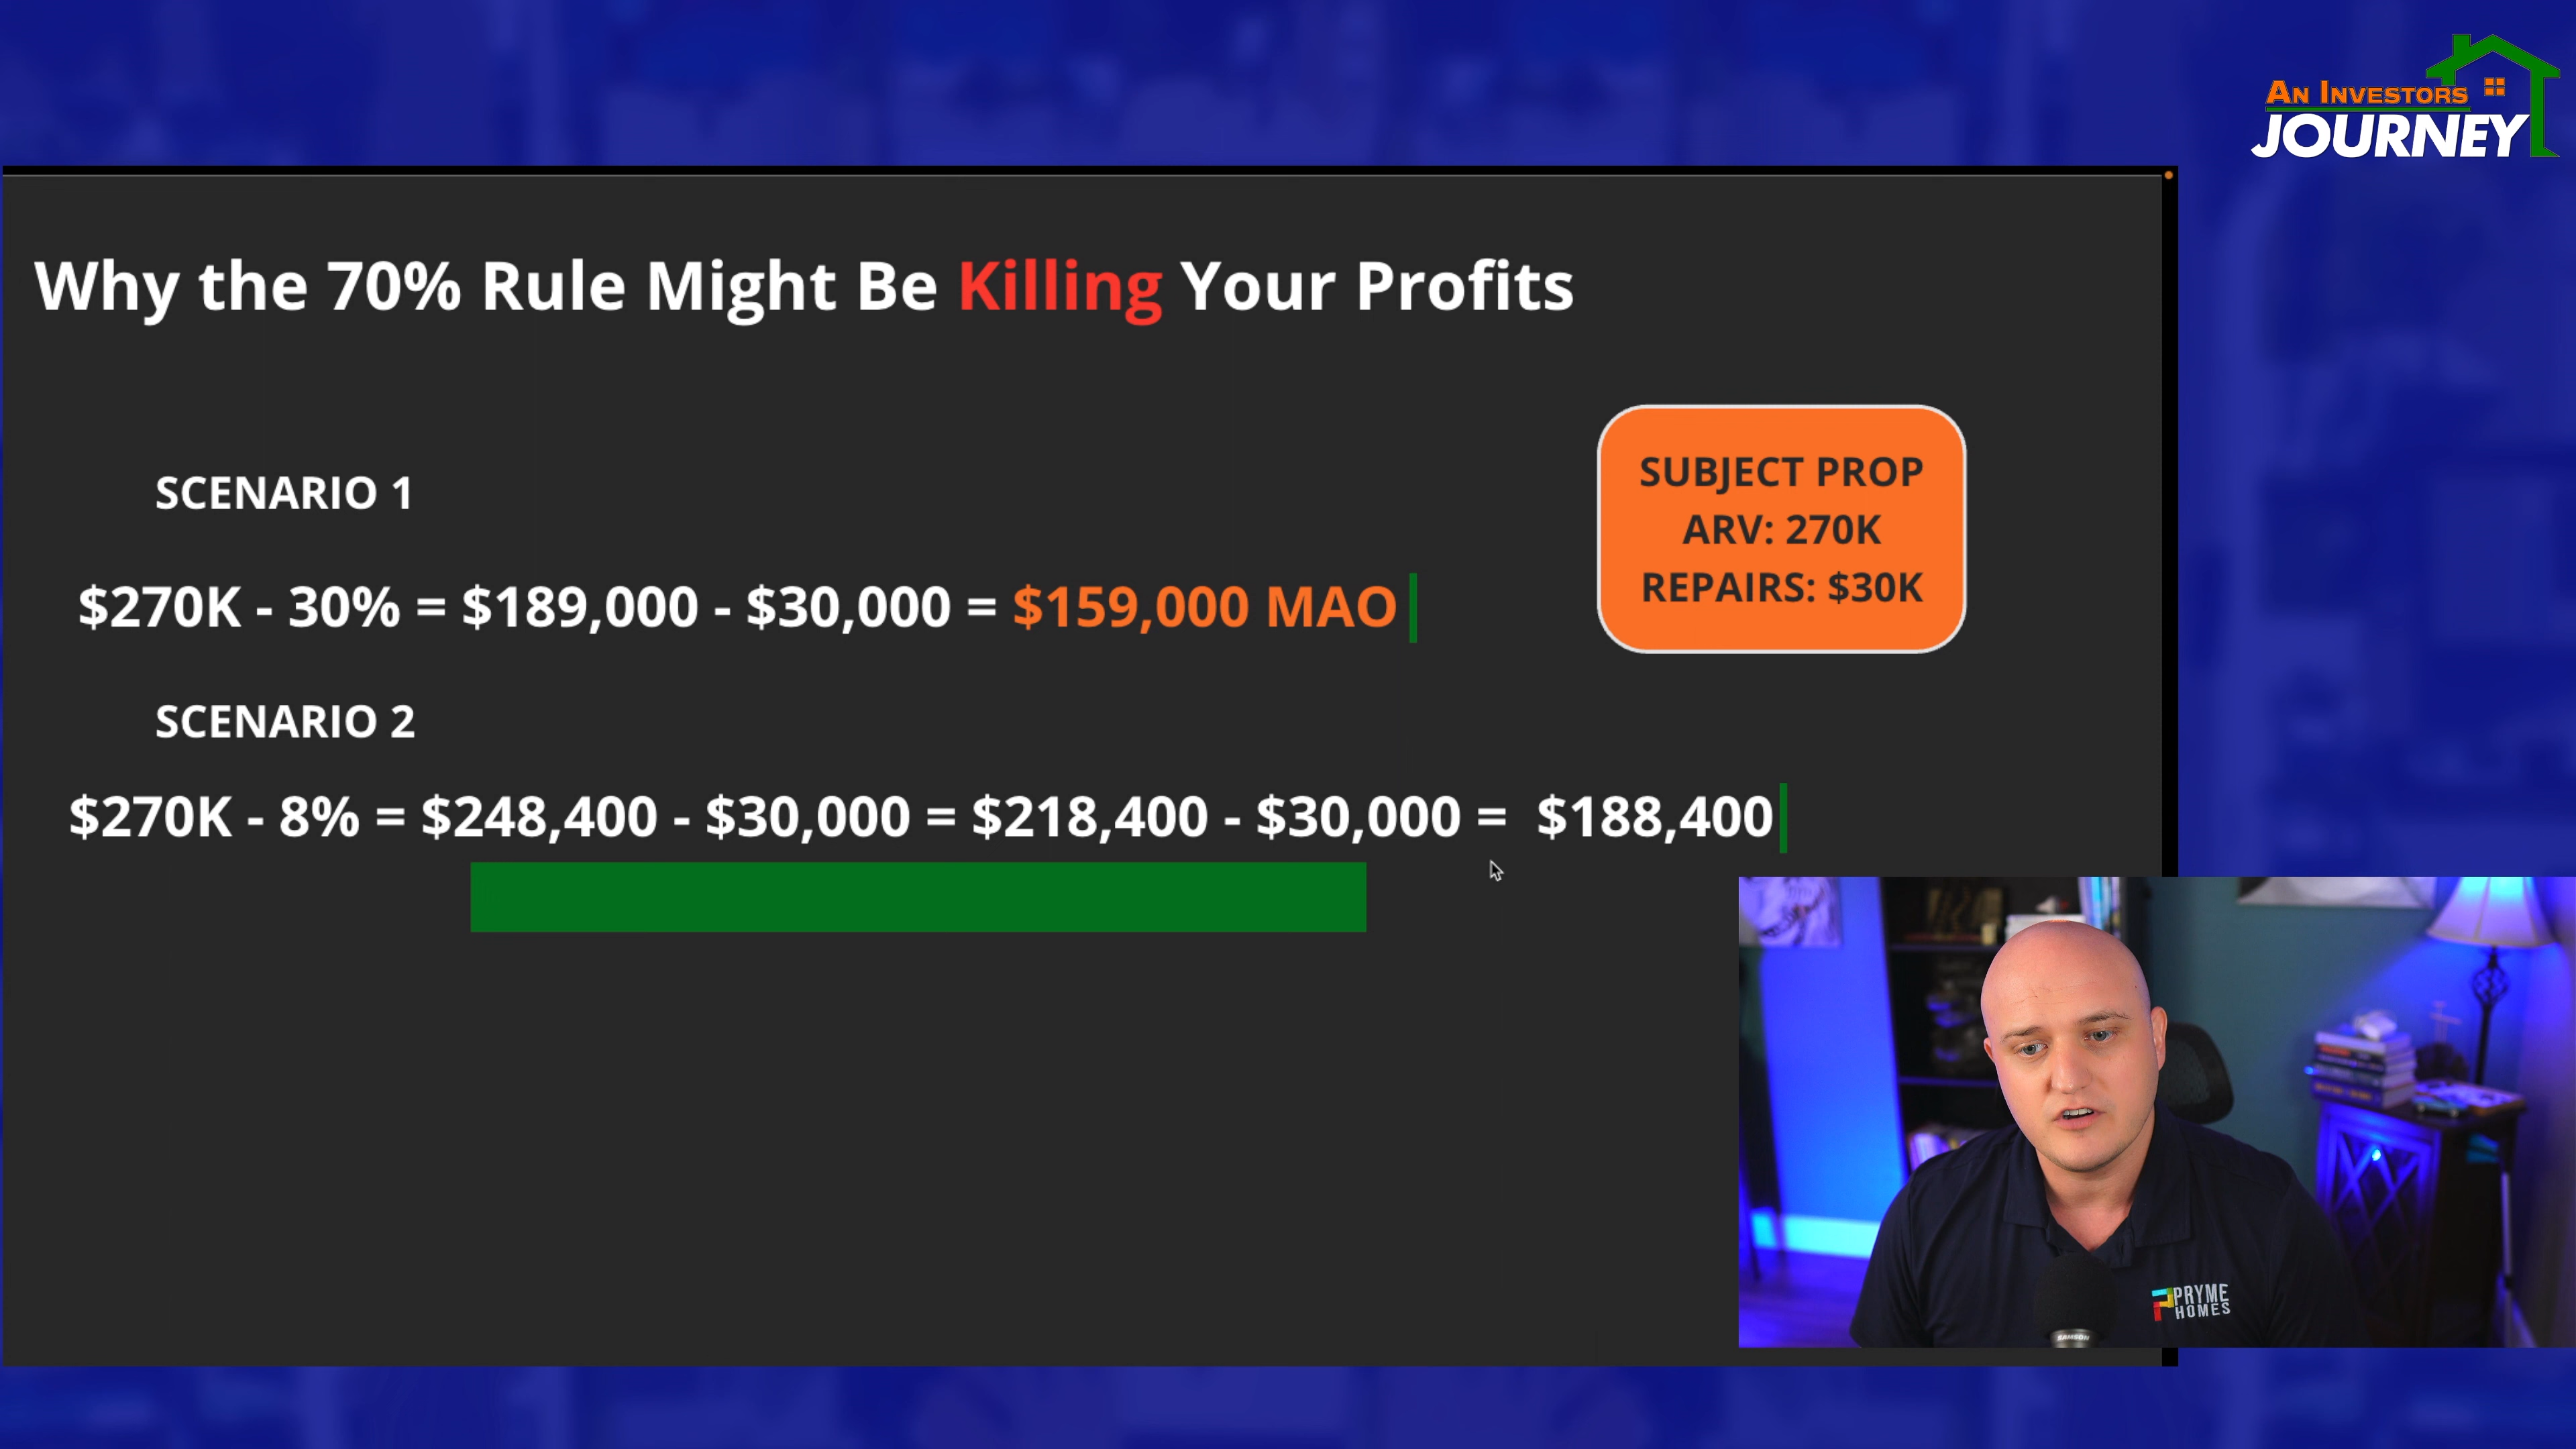 AN INVESTORS
JOURNEY
Why the 70% Rule Might Be Killing Your Profits
SUBJECT PROP
ARV: 270K
REPAIRS: $30K
SCENARIO 1
$270K - 30% = $189,000 - $30,000 = $159,000 MAO
SCENARIO 2
$270K - 8% = $248,400 - $30,000 = $218,400 - $30,000 = $188,400
PRYME
HOMES
SAMSON